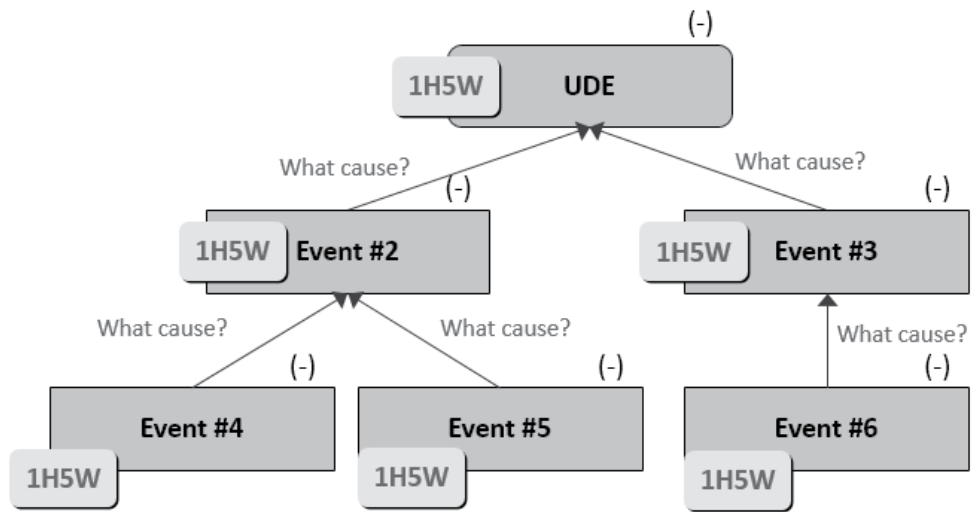 (-)
1H5W
UDE
What cause?
What cause?
(-)
(-)
1H5W
Event #2
1H5W
Event #3
What cause?
What cause?
What cause?
(-)
(-)
(-)
Event #4
Event #5
Event #6
1H5W
1H5W
1H5W